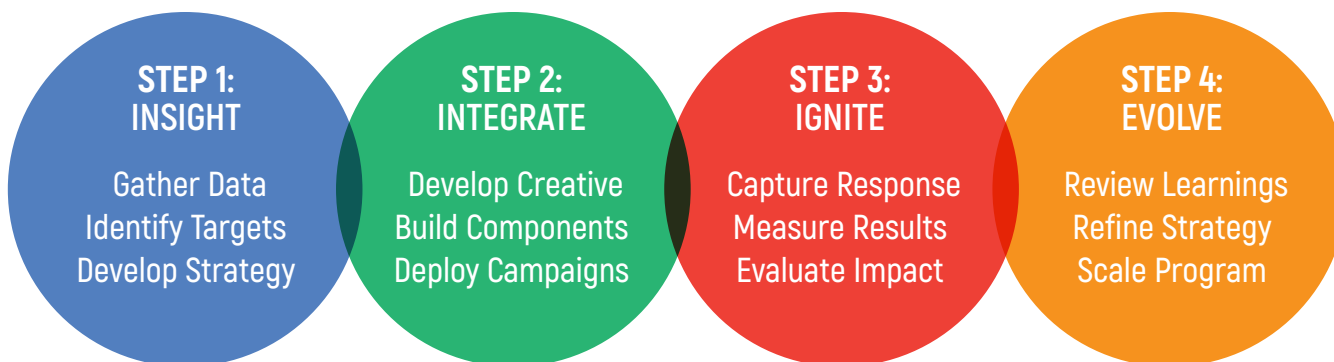 STEP 1:
INSIGHT
Gather Data
Identify Targets
Develop Strategy
STEP 2:
INTEGRATE
Develop Creative
Build Components
Deploy Campaigns
STEP 3:
IGNITE
Capture Response
Measure Results
Evaluate Impact
STEP 4:
EVOLVE
Review Learnings
Refine Strategy
Scale Program